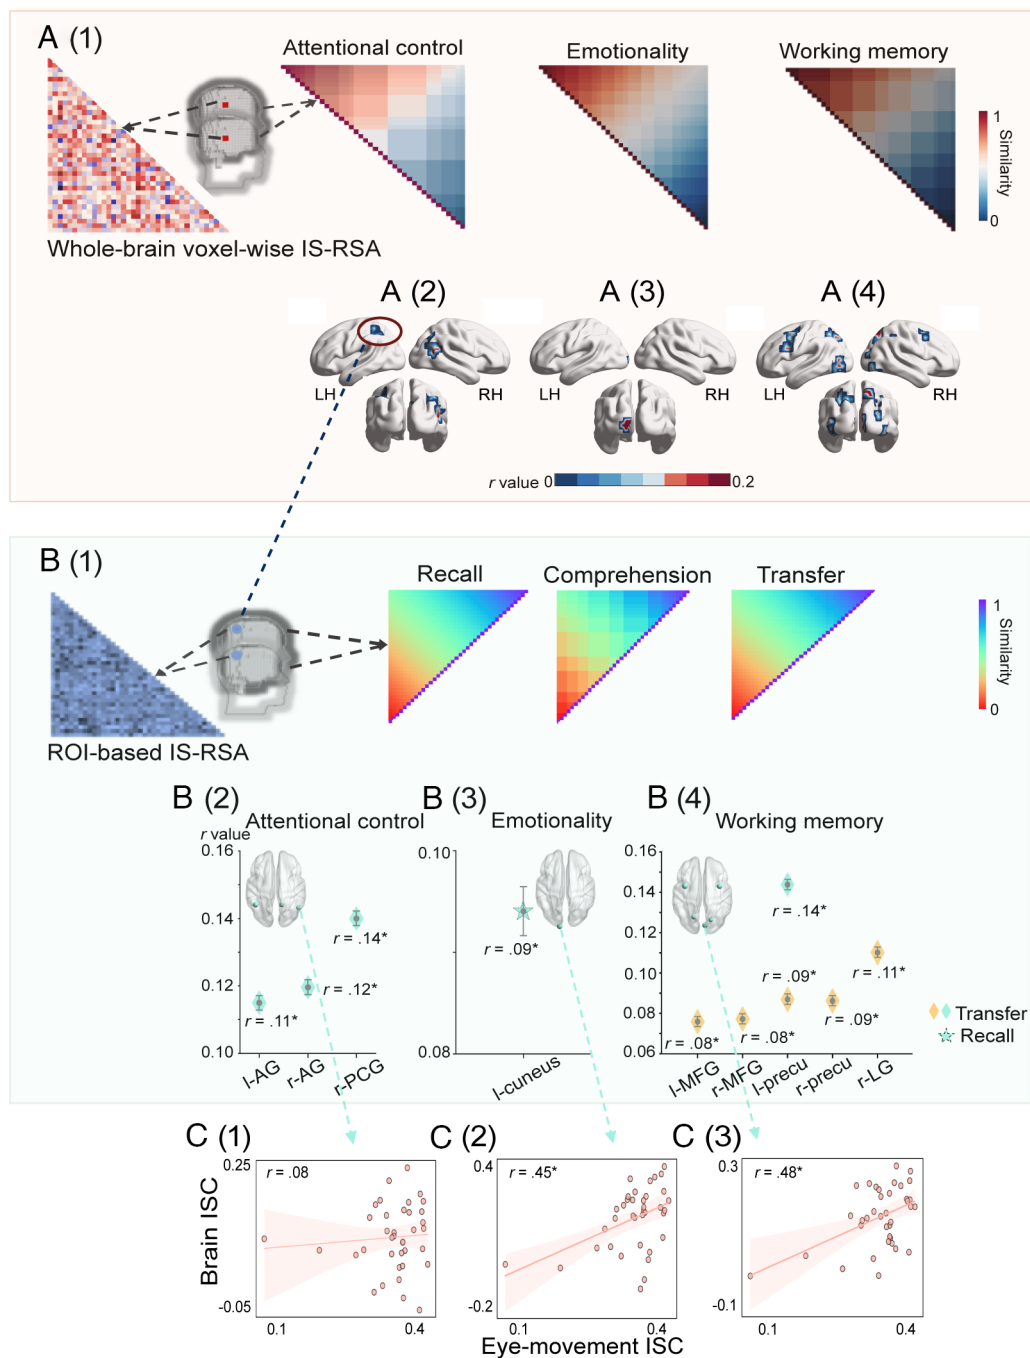 A (1)
Attentional control
Emotionality
Working memory
1
Similarity
0
Whole-brain voxel-wise IS-RSA
A (2)
A (3)
A (4)
LH
RH
LH
RH
LH
RH
r value 0
0.2
B (1)
Recall
Comprehension
Transfer
1
Similarity
0
ROI-based IS-RSA
B (2)
Attentional control
r value
0.16
0.14
0.12
0.10
r = .11*
r = .12*
r = .14*
l-AG
r-AG
r-PCG
B (3)
Emotionality
0.10
0.08
r = .09*
l-cuneus
B (4)
Working memory
0.16
0.14
0.12
0.10
0.08
0.06
r = .14*
r = .09*
r = .11*
r = .08*
r = .08*
r = .09*
l-MFG
r-MFG
l-precu
r-precu
r-LG
Transfer
Recall
C (1)
0.25
r = .08
Brain ISC
-0.05
0.1
0.4
C (2)
0.4
r = .45*
-0.2
0.1
0.4
C (3)
0.3
r = .48*
-0.1
0.1
0.4
Eye-movement ISC